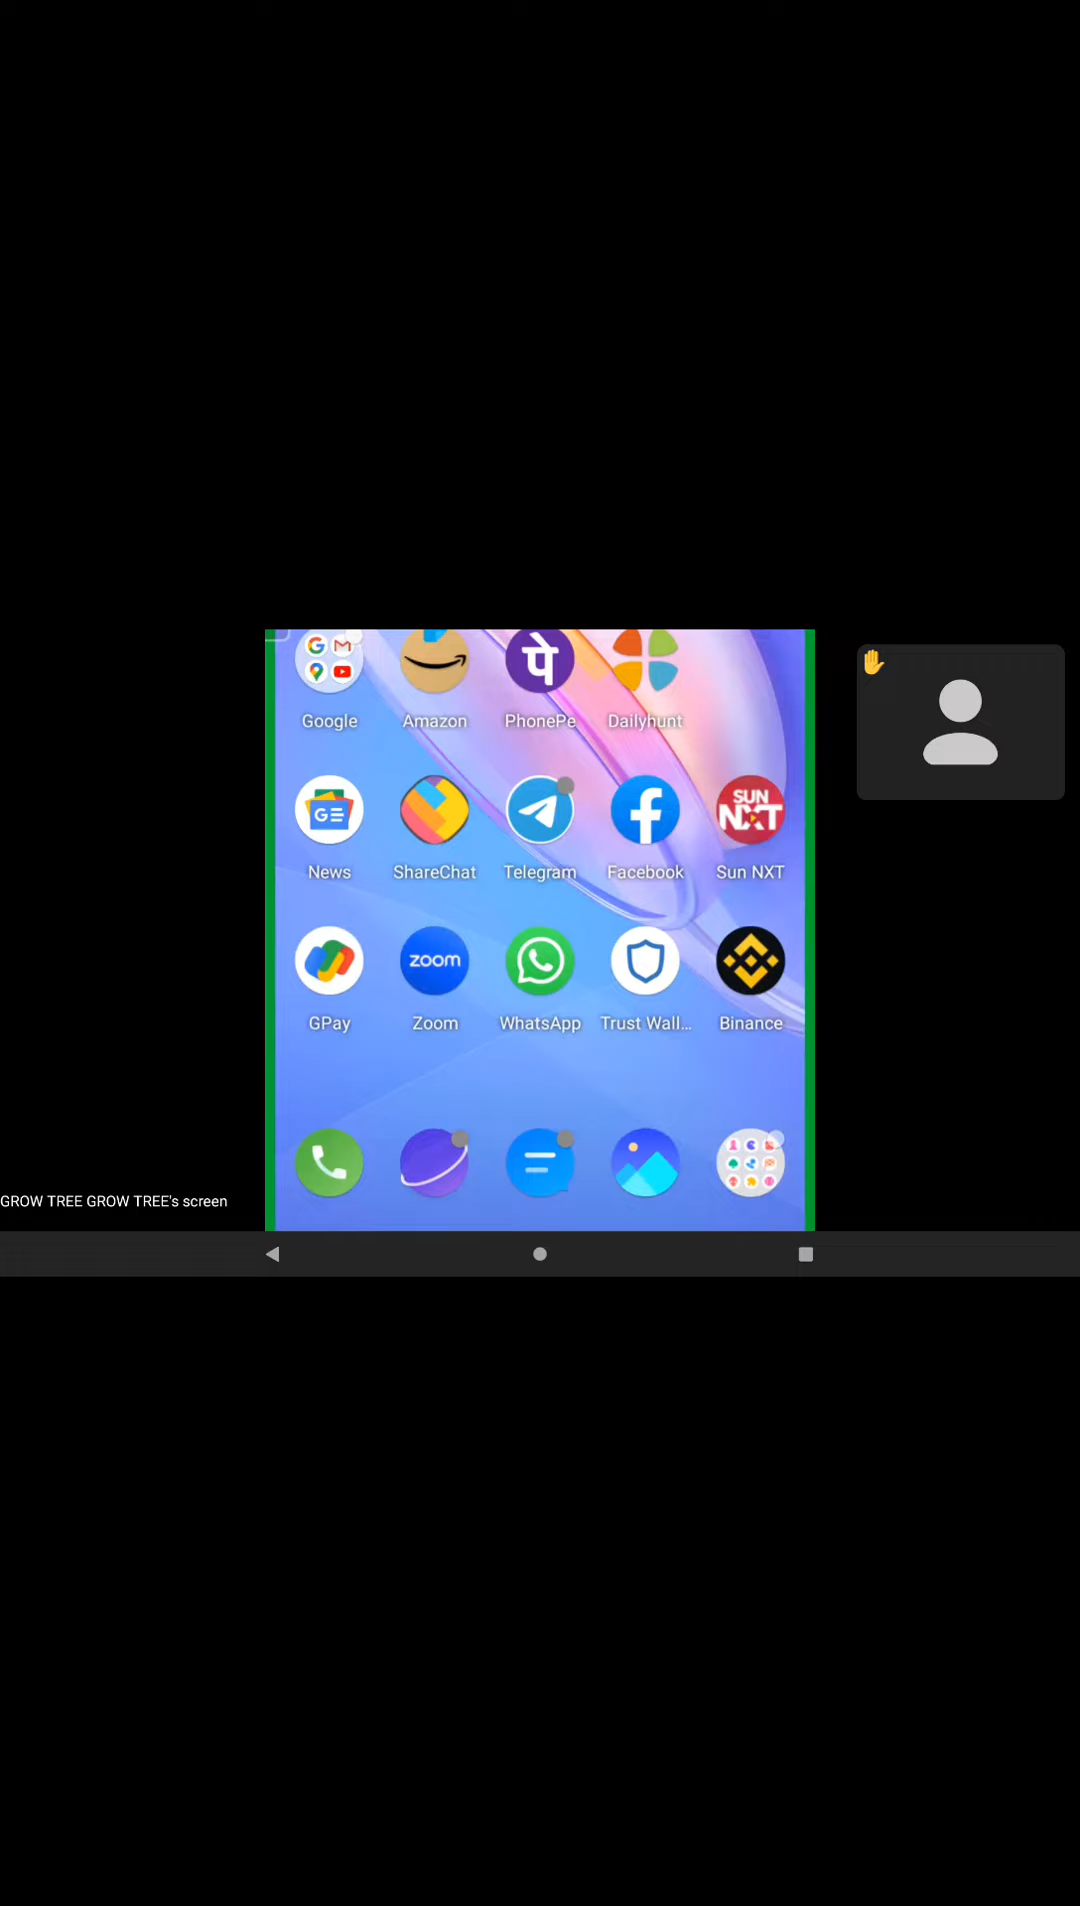 Google Amazon PhonePe Dailyhunt
पे
SUN
NXT
GE
News ShareChat Telegram Facebook Sun NXT
zoom
GPay Zoom WhatsApp Trust Wall... Binance
GROW TREE GROW TREE's screen